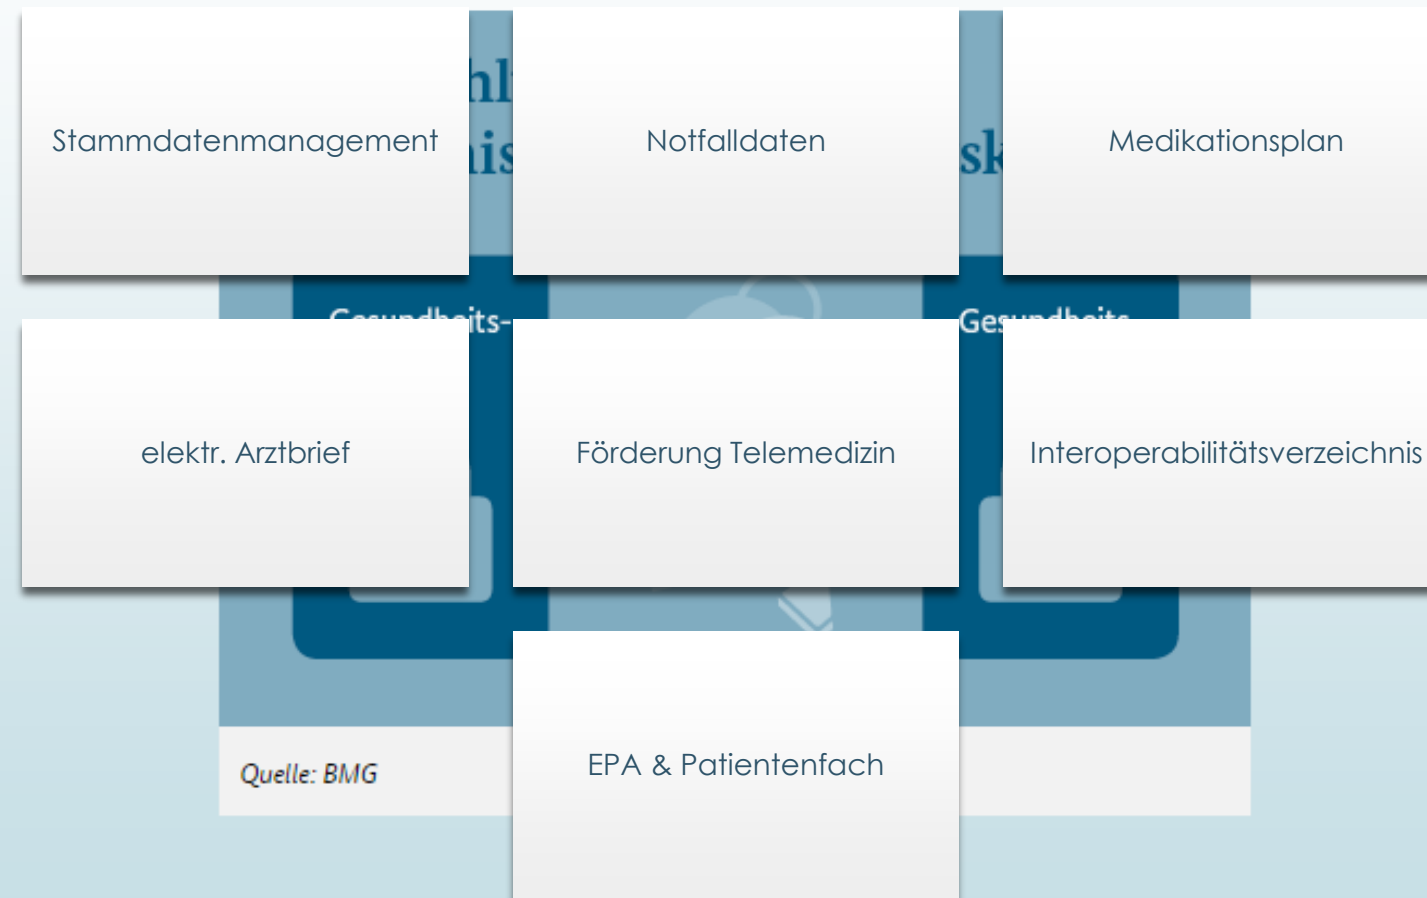 Stammdatenmanagement
Notfalldaten
Medikationsplan
elektr. Arztbrief
Förderung Telemedizin
Interoperabilitätsverzeichnis
EPA & Patientenfach
Quelle: BMG